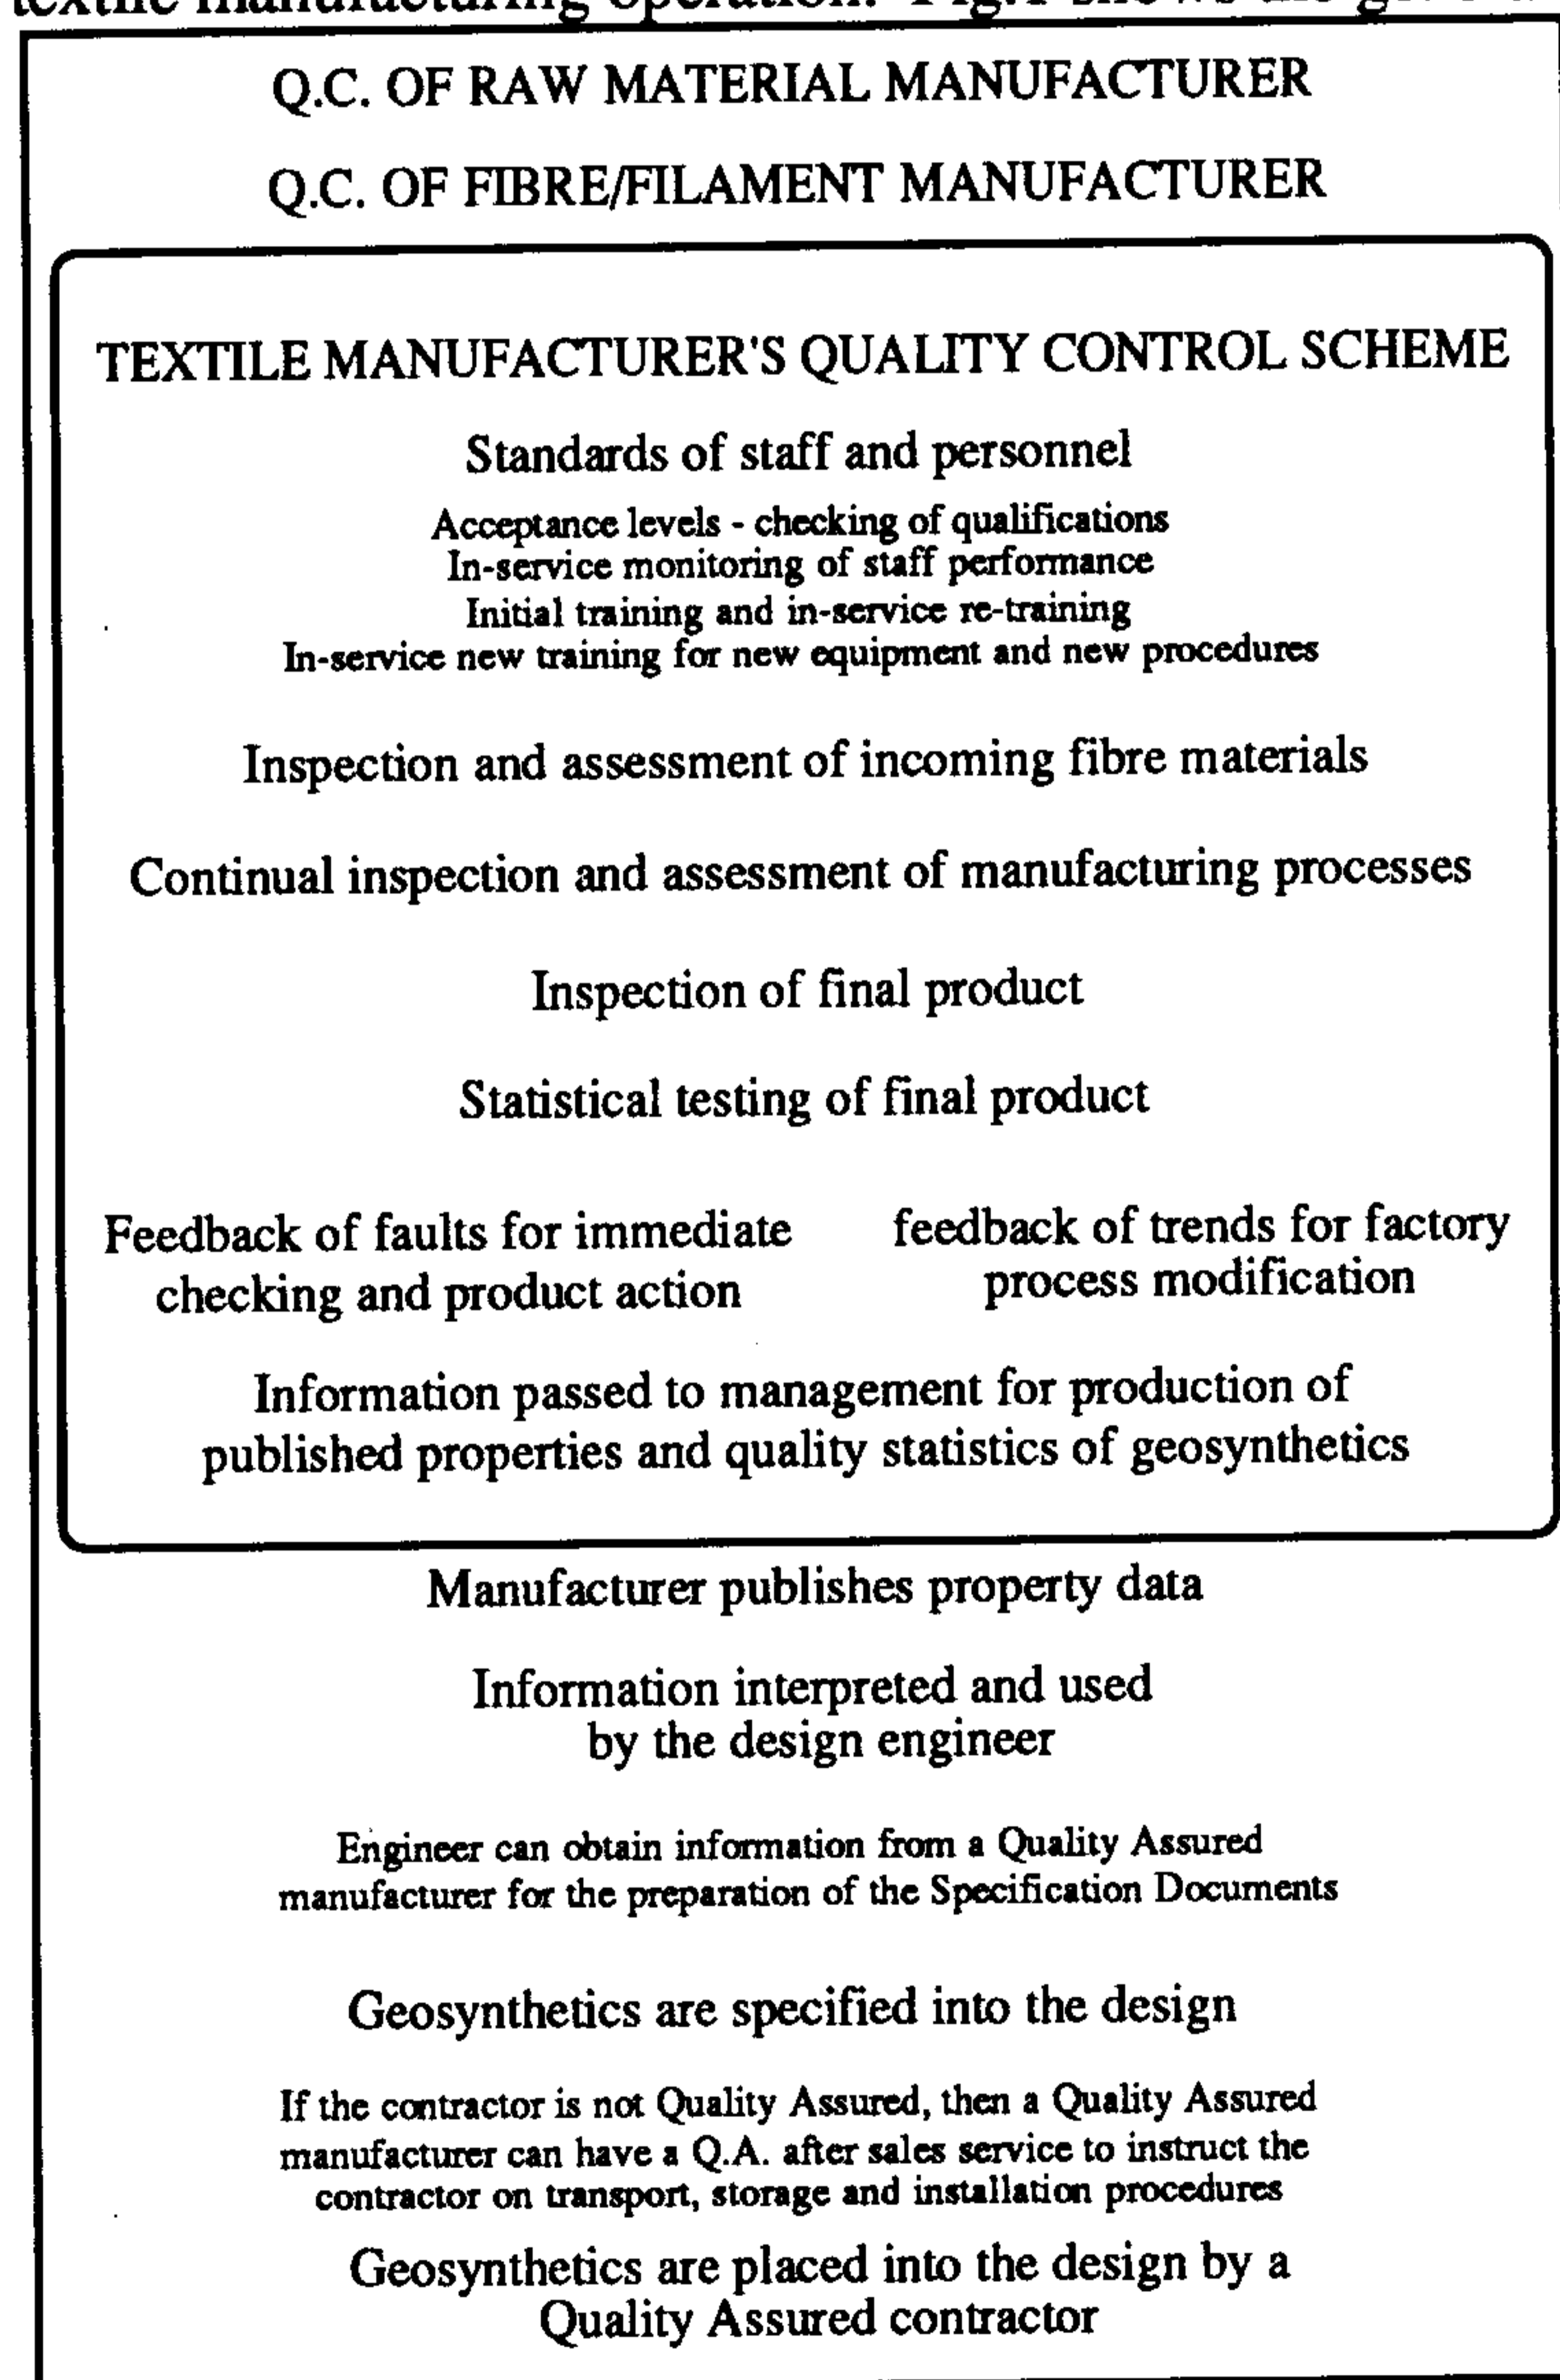 textile manufacturing operation. Fig.1 shows the
Q.C. OF RAW MATERIAL MANUFACTURER
Q.C. OF FIBRE/FILAMENT MANUFACTURER
TEXTILE MANUFACTURER'S QUALITY CONTROL SCHEME
Standards of staff and personnel
Acceptance levels - checking of qualifications
In-service monitoring of staff performance
Initial training and in-service re-training
In-service new training for new equipment and new procedures
Inspection and assessment of incoming fibre materials
Continual inspection and assessment of manufacturing processes
Inspection of final product
Statistical testing of final product
Feedback of faults for immediate feedback of trends for factory
checking and product action process modification
Information passed to management for production of
published properties and quality statistics of geosynthetics
Manufacturer publishes property data
Information interpreted and used
by the design engineer
Engineer can obtain information from a Quality Assured
manufacturer for the preparation of the Specification Documents
Geosynthetics are specified into the design
If the contractor is not Quality Assured, then a Quality Assured
manufacturer can have a Q.A. after sales service to instruct the
contractor on transport, storage and installation procedures
Geosynthetics are placed into the design by a
Quality Assured contractor